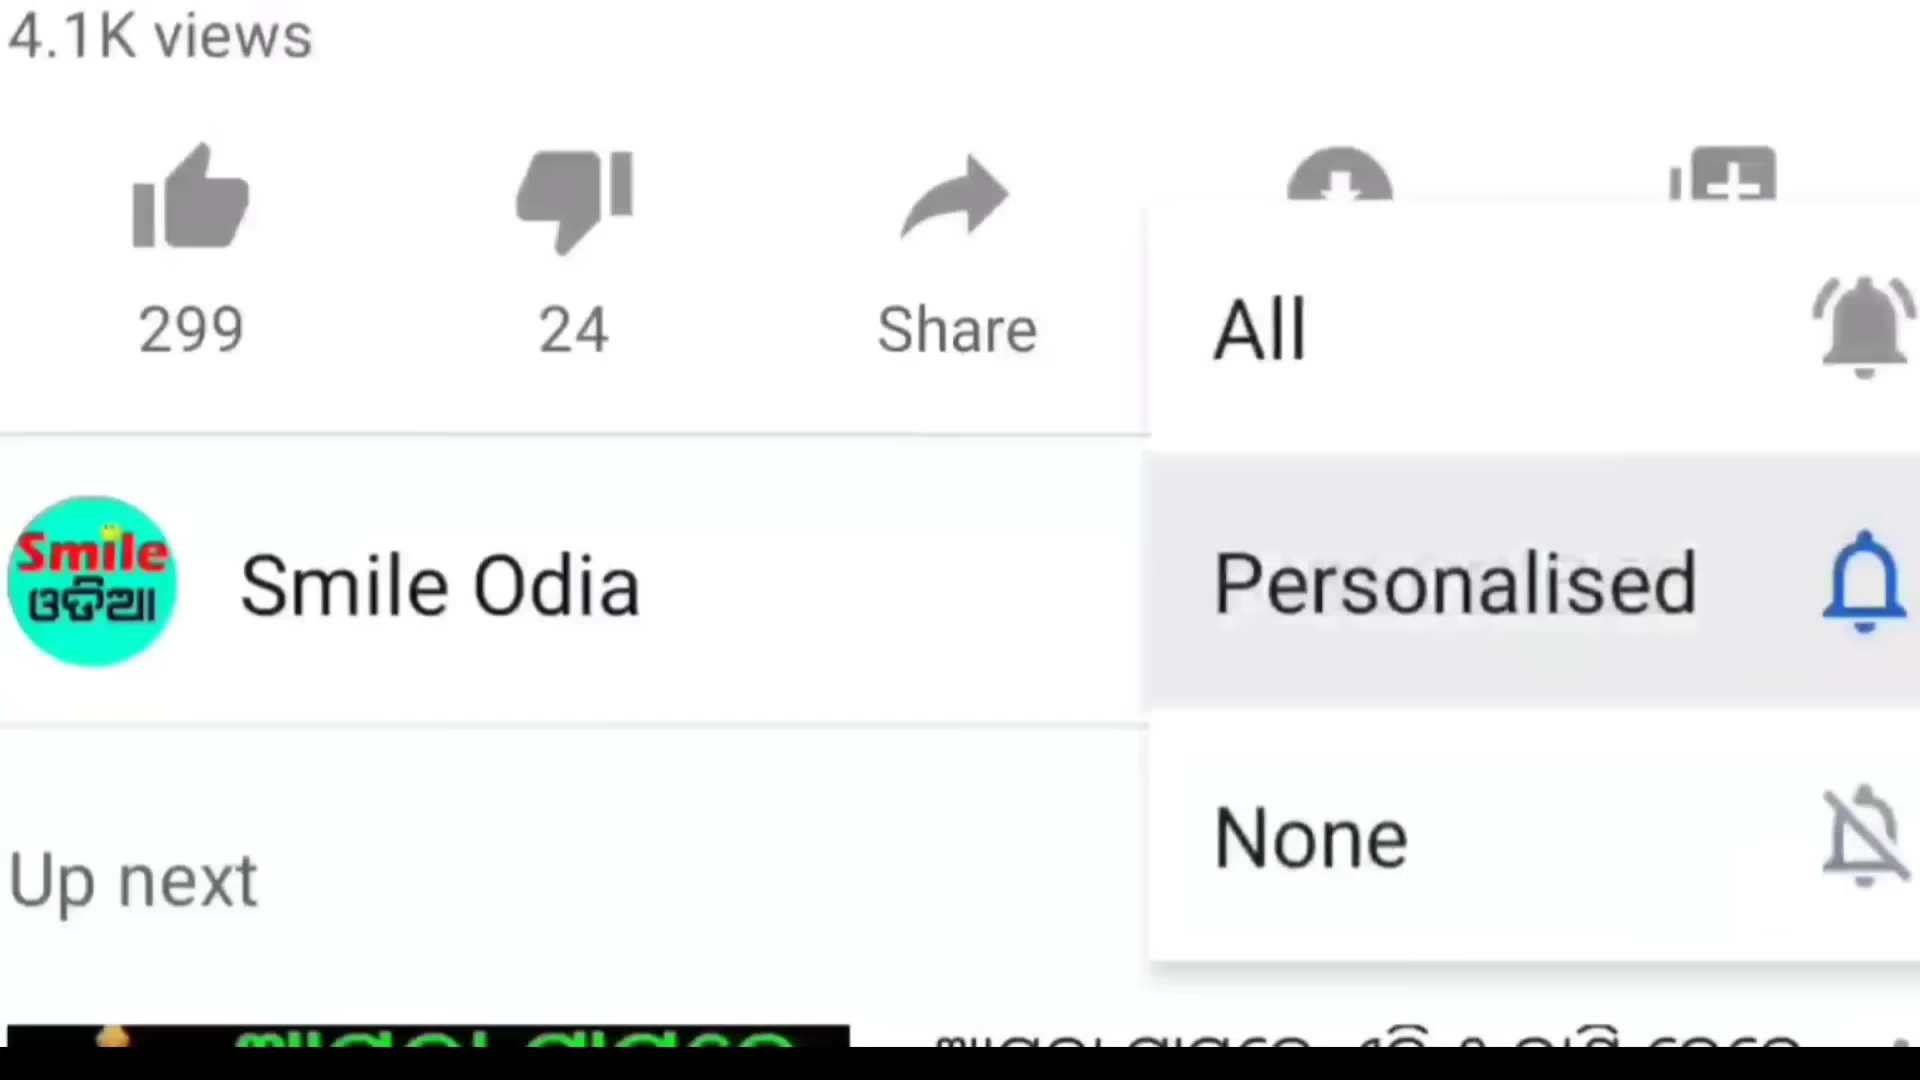 4.1K views
299
24
Share
All
Smile
ଓଡିଆ
Smile Odia
Personalised
None
Up next